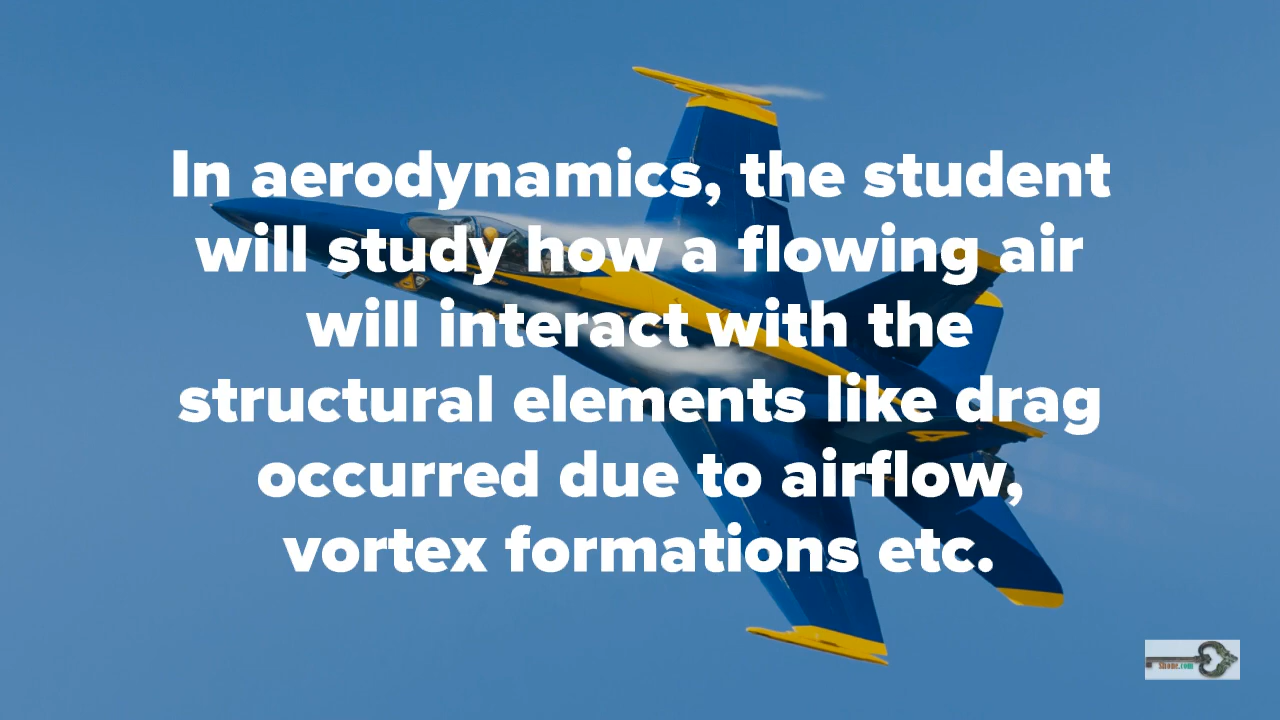 In aerodynamics, the student
will study how a flowing air
will interact with the
structural elements like drag
occurred due to airflow,
vortex formations etc.
4